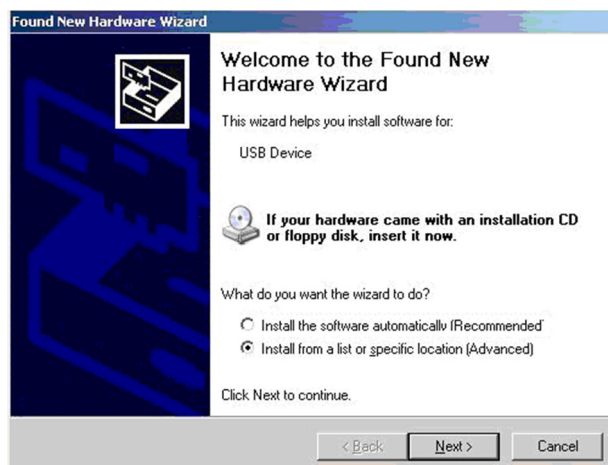 Found New Hardware Wizard
Welcome to the Found New
Hardware Wizard
This wizard helps you install software for:
USB Device
If your hardware came with an installation CD
or floppy disk, insert it now.
What do you want the wizard to do?
Install the software automatically (Recommended
Install from a list or specific location (Advanced)
Click Next to continue.
< Back
Next >
Cancel